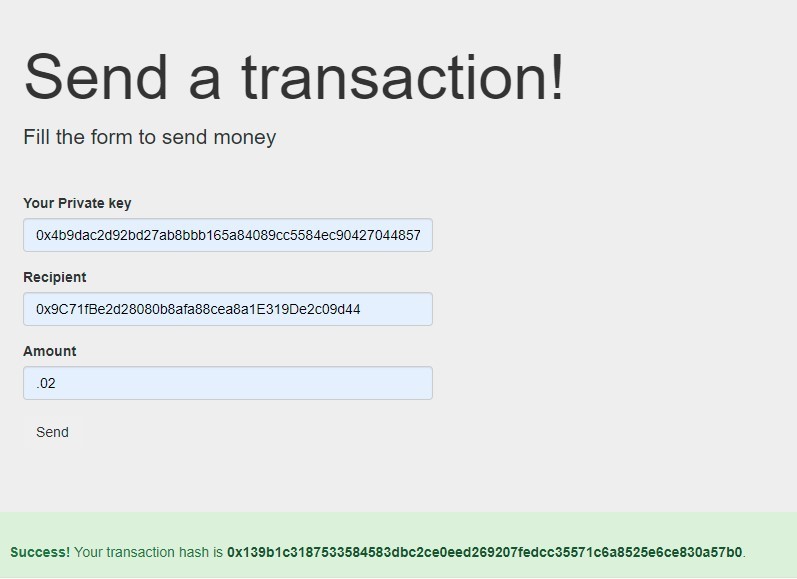 Send a transaction!
Fill the form to send money
Your Private key
0x4b9dac2d92bd27ab8bbb165a84089cc5584ec90427044857
Recipient
0x9C71fBe2d28080b8afa88cea8a1E319De2c09d44
Amount
.02
Send
Success! Your transaction hash is 0x139b1c3187533584583dbc2ce0eed269207fedcc35571c6a8525e6ce830a57b0.